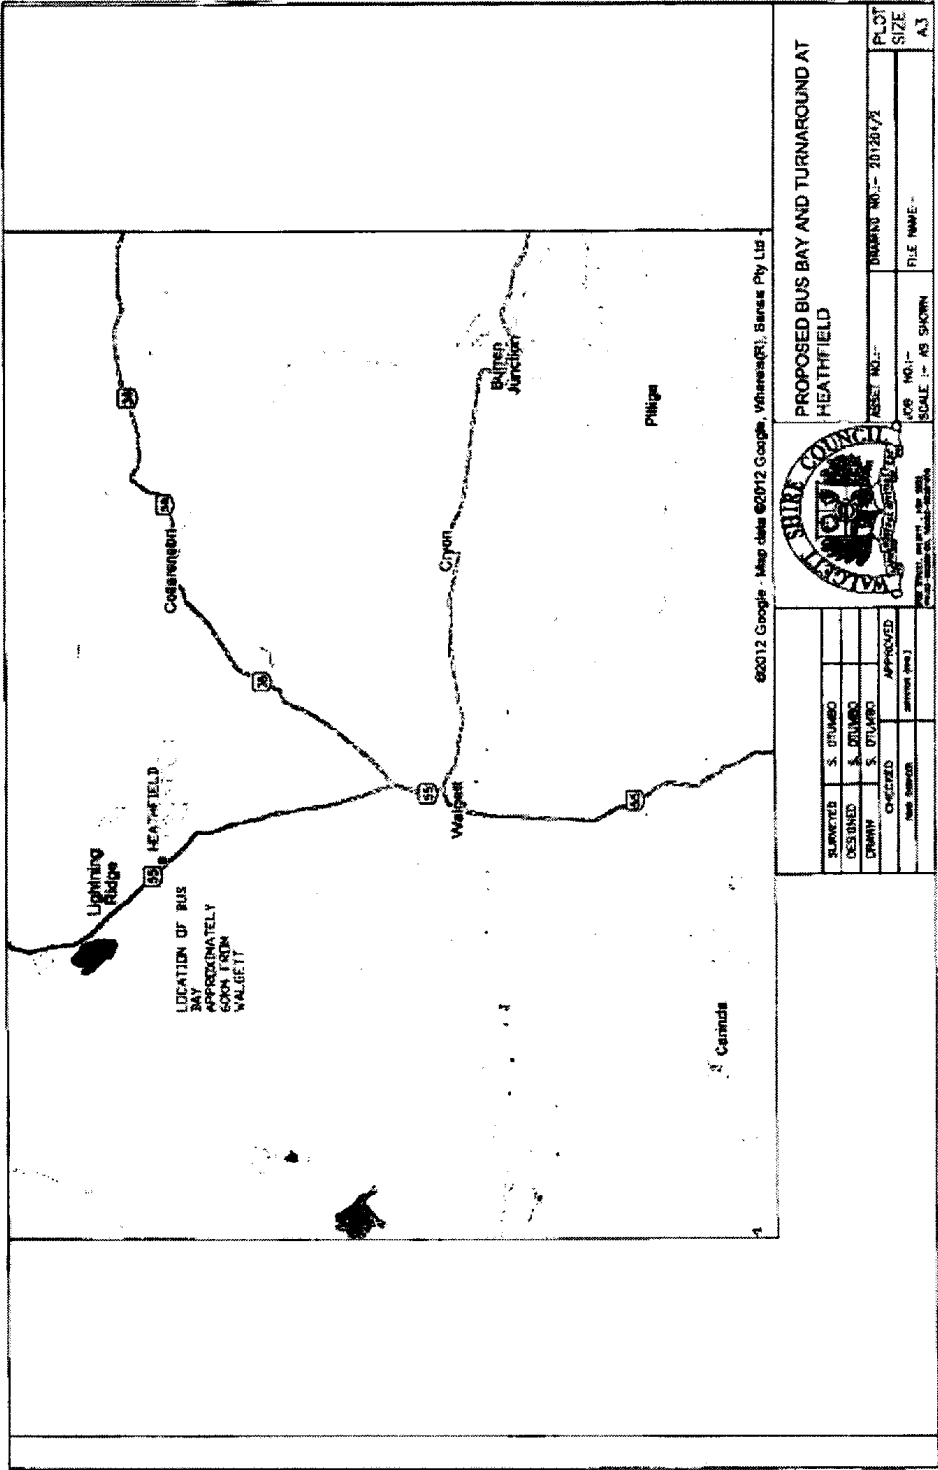 Lightning
Ridge
55
HEATHFIELD
LOCATION OF BUS
BAY
APPROXIMATELY
60KM FROM
WALGETT
38
Collarenebri
38
38
55
Walgett
Cryon
Burren
Junction
Pilliga
55
Carinda
©2012 Google - Map data ©2012 Google, Whereis(R), Sensis Pty Ltd -
SURVEYED S. OTUMBO
DESIGNED S. OTUMBO
DRAWN S. OTUMBO
CHECKED APPROVED
WALGETT SHIRE COUNCIL
PROPOSED BUS BAY AND TURNAROUND AT
HEATHFIELD
ASSET NO.:-
DRAWING NO.:- 201204/2
PLOT
SIZE
A3
JOB NO.:-
FILE NAME:-
SCALE :- AS SHOWN